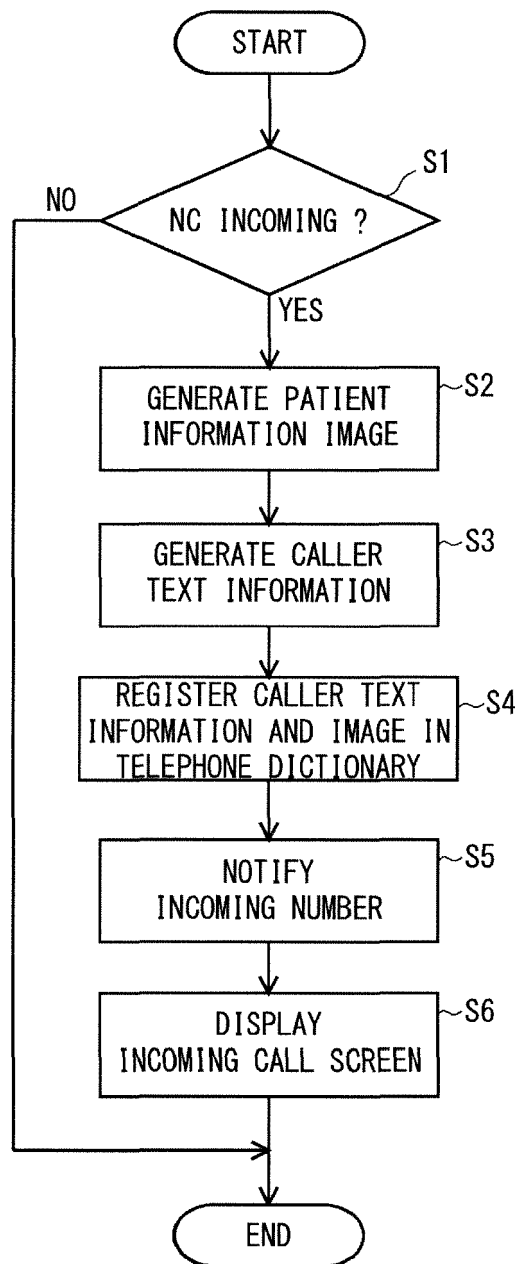 START
S1
NO
NC INCOMING ?
YES
S2
GENERATE PATIENT
INFORMATION IMAGE
S3
GENERATE CALLER
TEXT INFORMATION
S4
REGISTER CALLER TEXT
INFORMATION AND IMAGE IN
TELEPHONE DICTIONARY
S5
NOTIFY
INCOMING NUMBER
S6
DISPLAY
INCOMING CALL SCREEN
END